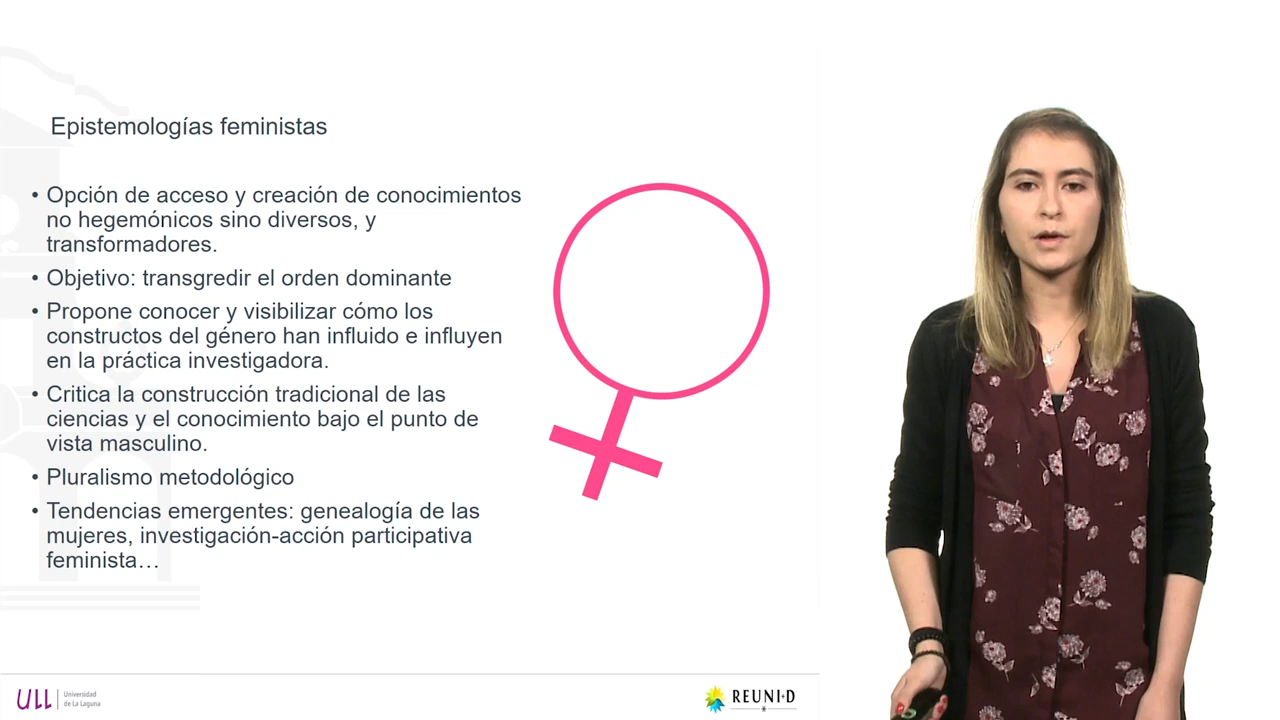 Epistemologías feministas
• Opción de acceso y creación de conocimientos
no hegemónicos sino diversos, y
transformadores.
• Objetivo: transgredir el orden dominante
• Propone conocer y visibilizar cómo los
constructos del género han influido e influyen
en la práctica investigadora.
• Critica la construcción tradicional de las
ciencias y el conocimiento bajo el punto de
vista masculino.
• Pluralismo metodológico
• Tendencias emergentes: genealogía de las
mujeres, investigación-acción participativa
feminista…
ULL
Universidad
de La Laguna
REUNI+D